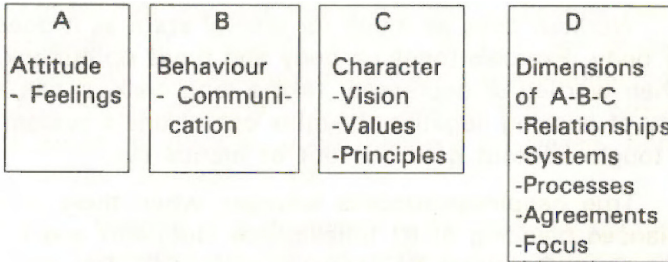 A
Attitude
- Feelings
B
Behaviour
- Communi-
cation
C
Character
-Vision
-Values
-Principles
D
Dimensions
of A-B-C
-Relationships
-Systems
-Processes
-Agreements
-Focus